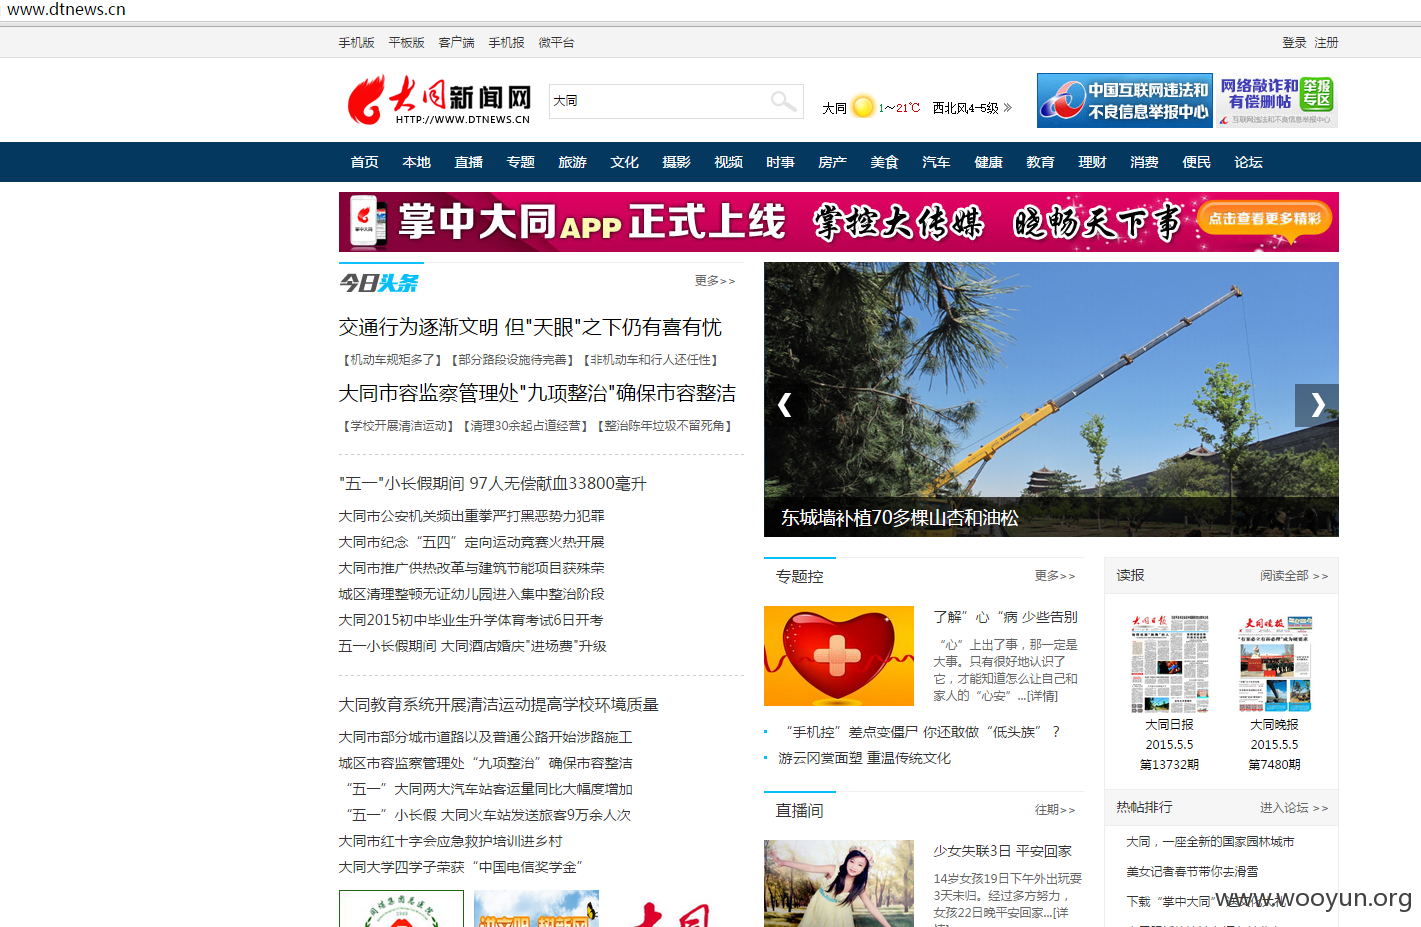 www.dtnews.cn
手机版 平板版 客户端 手机报 微平台
登录 注册
大同新闻网
HTTP://WWW.DTNEWS.CN
大同
大同 1～21℃ 西北风4-5级 »
中国互联网违法和
不良信息举报中心
网络敲诈和
有偿删帖
举报
专区
互联网违法和不良信息举报中心
首页 本地 直播 专题 旅游 文化 摄影 视频 时事 房产 美食 汽车 健康 教育 理财 消费 便民 论坛
掌中大同APP正式上线 掌控大传媒 晓畅天下事 点击查看更多精彩
今日头条
更多>>
交通行为逐渐文明 但"天眼"之下仍有喜有忧
【机动车规矩多了】【部分路段设施待完善】【非机动车和行人还任性】
大同市容监察管理处"九项整治"确保市容整洁
【学校开展清洁运动】【清理30余起占道经营】【整治陈年垃圾不留死角】
"五一"小长假期间 97人无偿献血33800毫升
大同市公安机关频出重拳严打黑恶势力犯罪
大同市纪念“五四”定向运动竞赛火热开展
大同市推广供热改革与建筑节能项目获殊荣
城区清理整顿无证幼儿园进入集中整治阶段
大同2015初中毕业生升学体育考试6日开考
五一小长假期间 大同酒店婚庆"进场费"升级
大同教育系统开展清洁运动提高学校环境质量
大同市部分城市道路以及普通公路开始涉路施工
城区市容监察管理处“九项整治”确保市容整洁
“五一”大同两大汽车站客运量同比大幅度增加
“五一”小长假 大同火车站发送旅客9万余人次
大同市红十字会应急救护培训进乡村
大同大学四学子荣获“中国电信奖学金”
东城墙补植70多棵山杏和油松
专题控
更多>>
了解”心“病 少些告别
“心”上出了事，那一定是
大事。只有很好地认识了
它，才能知道怎么让自己和
家人的“心安”...[详情]
“手机控”差点变僵尸 你还敢做“低头族”？
游云冈赏面塑 重温传统文化
直播间
往期>>
少女失联3日 平安回家
14岁女孩19日下午外出玩耍
3天未归。经过多方努力，
女孩22日晚平安回家...[详
读报
阅读全部 >>
大同日报
2015.5.5
第13732期
大同晚报
2015.5.5
第7480期
热帖排行
进入论坛 >>
大同，一座全新的国家园林城市
美女记者春节带你去滑雪
下载“掌中大同”
www.wooyun.org